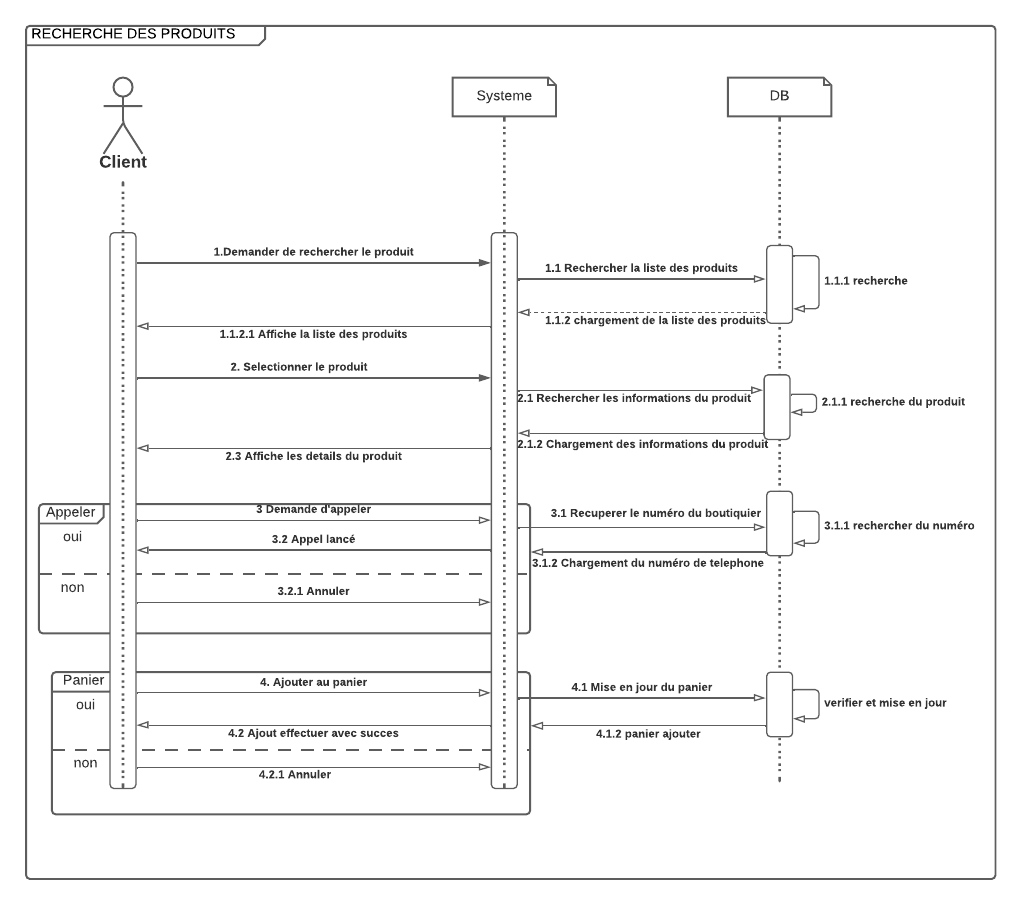 RECHERCHE DES PRODUITS
Client
Systeme
DB
1.Demander de rechercher le produit
1.1 Rechercher la liste des produits
1.1.1 recherche
1.1.2 chargement de la liste des produits
1.1.2.1 Affiche la liste des produits
2. Selectionner le produit
2.1 Rechercher les informations du produit
2.1.1 recherche du produit
2.1.2 Chargement des informations du produit
2.3 Affiche les details du produit
Appeler
oui
3 Demande d'appeler
3.1 Recuperer le numéro du boutiquier
3.1.1 rechercher du numéro
3.2 Appel lancé
3.1.2 Chargement du numéro de telephone
non
3.2.1 Annuler
Panier
oui
4. Ajouter au panier
4.1 Mise en jour du panier
verifier et mise en jour
4.2 Ajout effectuer avec succes
4.1.2 panier ajouter
non
4.2.1 Annuler